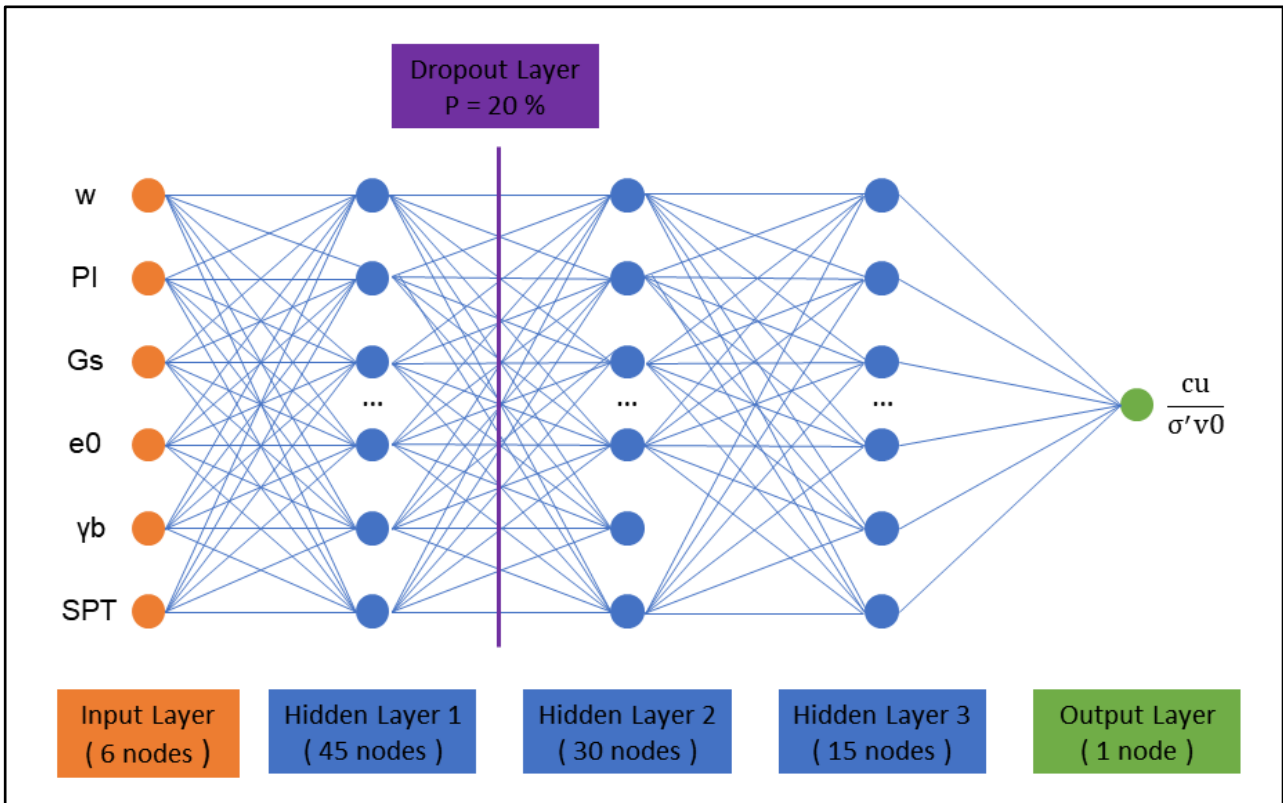 Dropout Layer
P = 20 %
w
PI
Gs
...
...
...
e0
γb
SPT
cu
σ′v0
Input Layer
( 6 nodes )
Hidden Layer 1
( 45 nodes )
Hidden Layer 2
( 30 nodes )
Hidden Layer 3
( 15 nodes )
Output Layer
( 1 node )